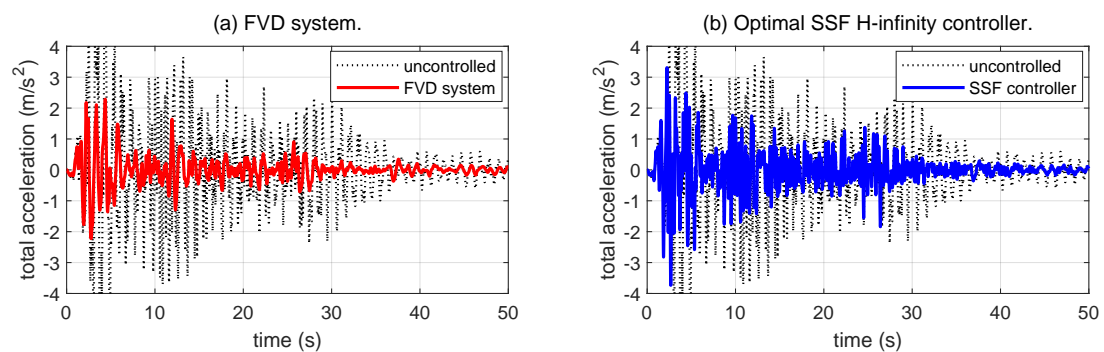 (a) FVD system.
4
3
2
1
0
-1
-2
-3
-4
total acceleration (m/s²)
uncontrolled
FVD system
0 10 20 30 40 50
time (s)
(b) Optimal SSF H-infinity controller.
4
3
2
1
0
-1
-2
-3
-4
total acceleration (m/s²)
uncontrolled
SSF controller
0 10 20 30 40 50
time (s)